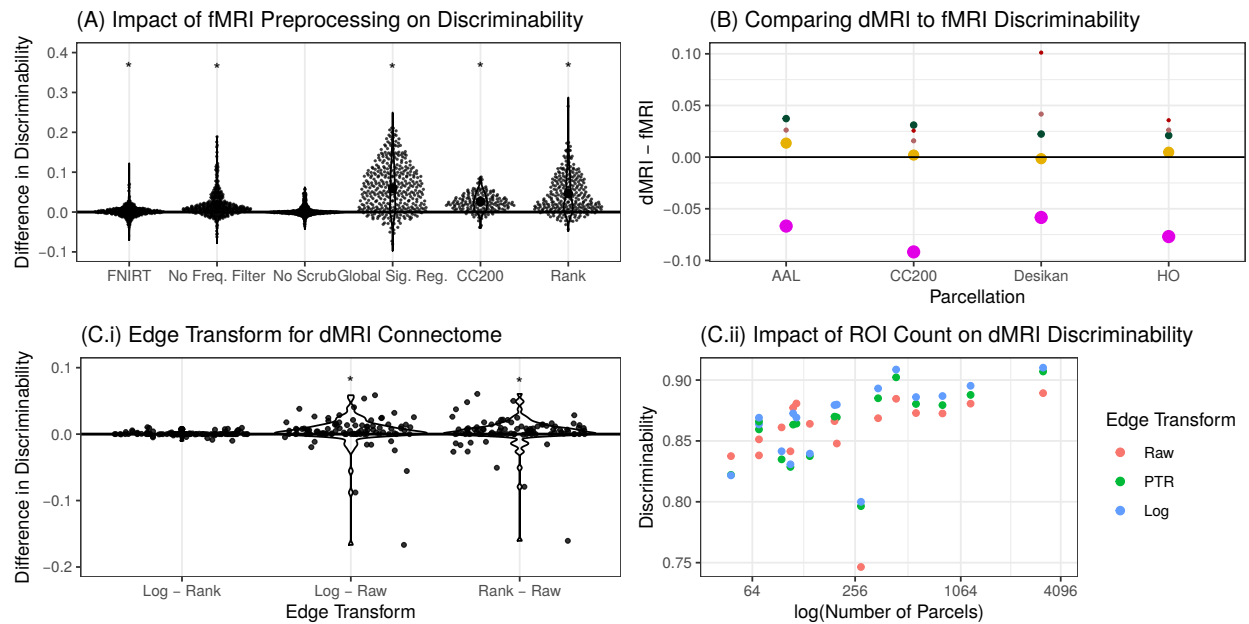 (A) Impact of fMRI Preprocessing on Discriminability
Difference in Discriminability
0.4
0.3
0.2
0.1
0.0
−0.1
* * * * *
FNIRT No Freq. Filter No Scrub Global Sig. Reg. CC200 Rank
(B) Comparing dMRI to fMRI Discriminability
dMRI − fMRI
0.10
0.05
0.00
−0.05
−0.10
AAL CC200 Desikan HO
Parcellation
(C.i) Edge Transform for dMRI Connectome
Difference in Discriminability
0.1
0.0
−0.1
−0.2
* *
Log − Rank Log − Raw Rank − Raw
Edge Transform
(C.ii) Impact of ROI Count on dMRI Discriminability
Discriminability
0.90
0.85
0.80
0.75
64 256 1064 4096
log(Number of Parcels)
Edge Transform
Raw
PTR
Log